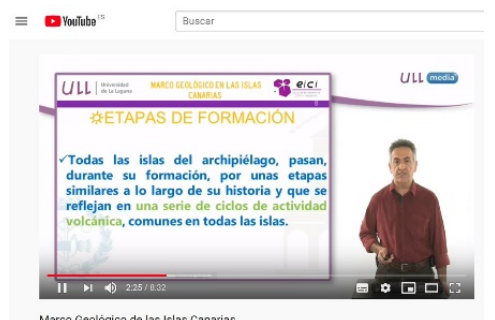 YouTube ES
Buscar
ULL Universidad
de La Laguna
MARCO GEOLÓGICO EN LAS ISLAS
CANARIAS
eici
ULL media
ETAPAS DE FORMACIÓN
✓Todas las islas del archipiélago, pasan,
durante su formación, por unas etapas
similares a lo largo de su historia y que se
reflejan en una serie de ciclos de actividad
volcánica, comunes en todas las islas.
2:25 / 8:32
Marco Geológico de las Islas Canarias